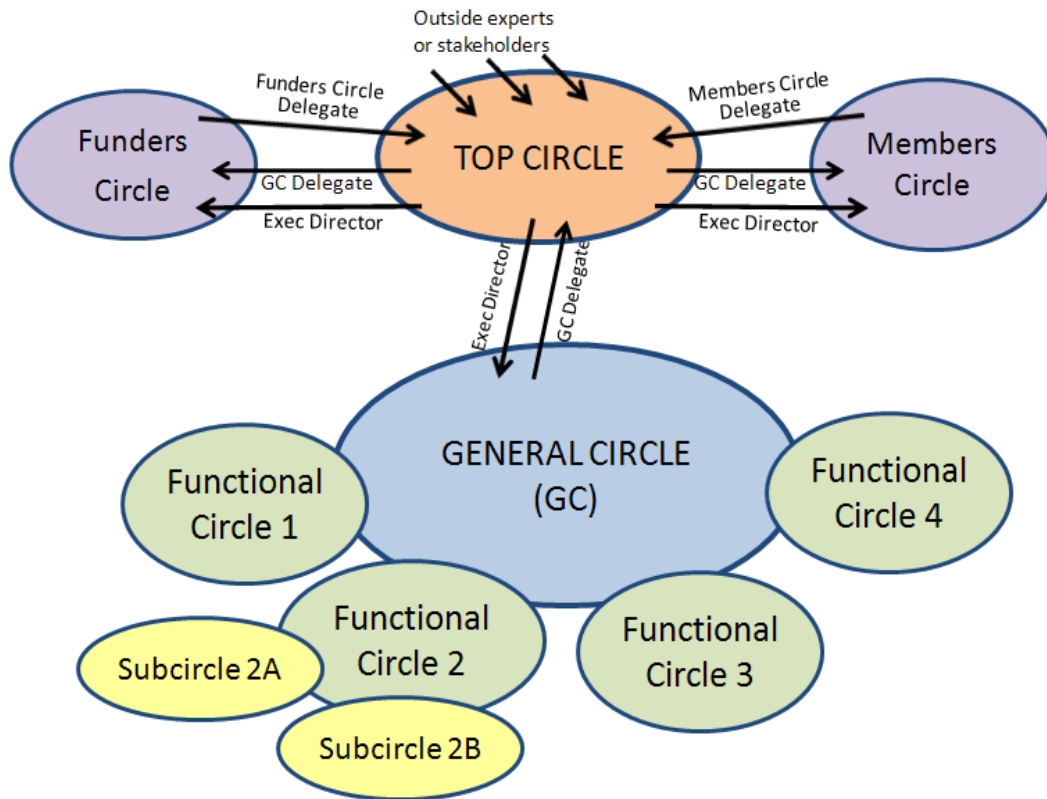 Outside experts
or stakeholders
Funders Circle
Delegate
Members Circle
Delegate
Funders
Circle
TOP CIRCLE
Members
Circle
GC Delegate
GC Delegate
Exec Director
Exec Director
Exec Director
GC Delegate
GENERAL CIRCLE
(GC)
Functional
Circle 1
Functional
Circle 4
Functional
Circle 2
Functional
Circle 3
Subcircle 2A
Subcircle 2B